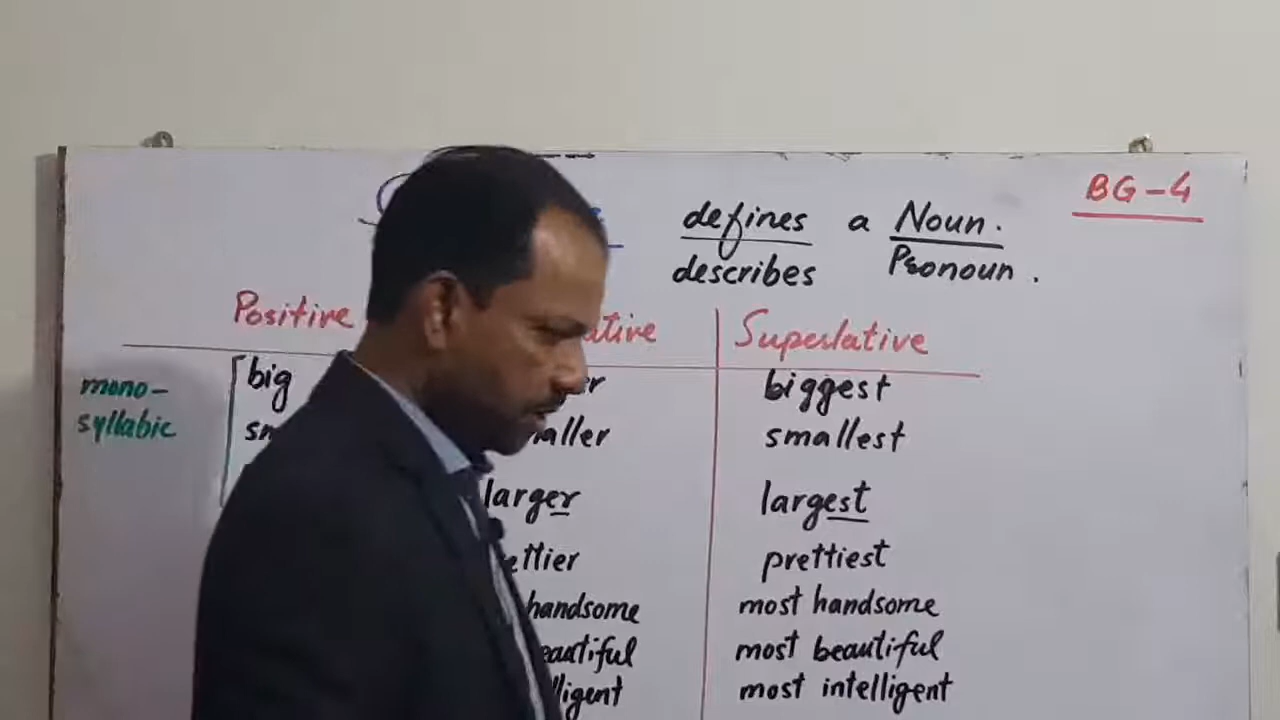 BG-4
defines a Noun.
describes Pronoun.
Positive Superlative
mono-
syllabic
big biggest
smallest
larger largest
prettiest
handsome most handsome
most beautiful
most intelligent